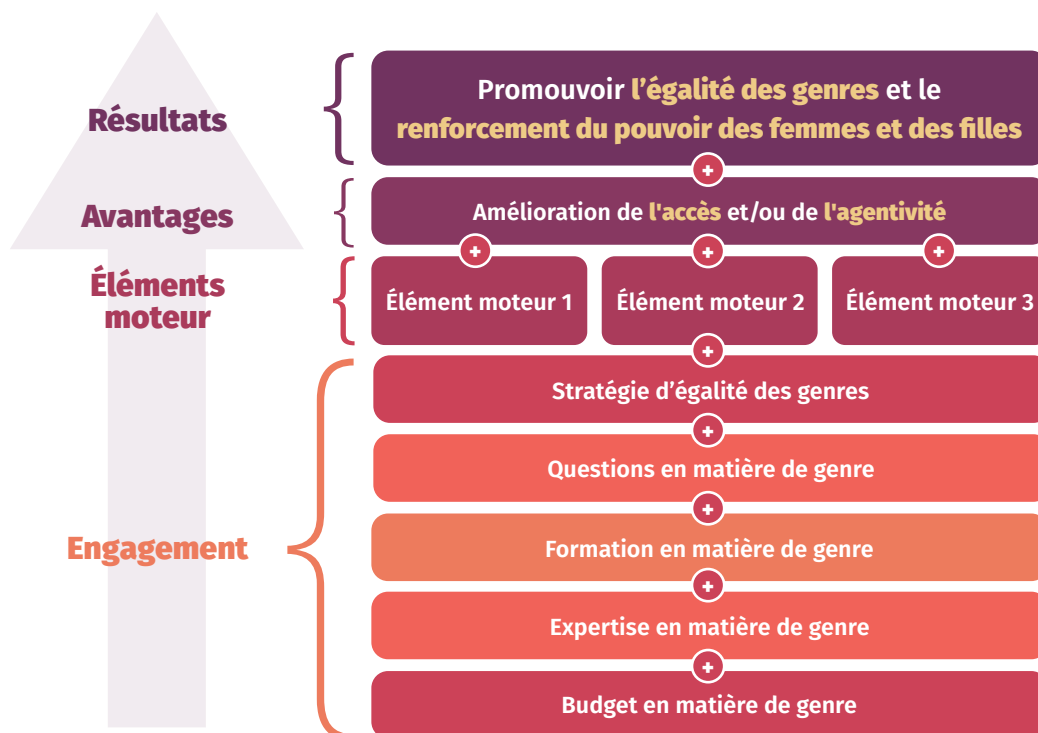 Résultats
Promouvoir l'égalité des genres et le
renforcement du pouvoir des femmes et des filles
+
Avantages
Amélioration de l'accès et/ou de l'agentivité
+ + +
Éléments
moteur
Élément moteur 1
Élément moteur 2
Élément moteur 3
+
Engagement
Stratégie d'égalité des genres
+
Questions en matière de genre
+
Formation en matière de genre
+
Expertise en matière de genre
+
Budget en matière de genre